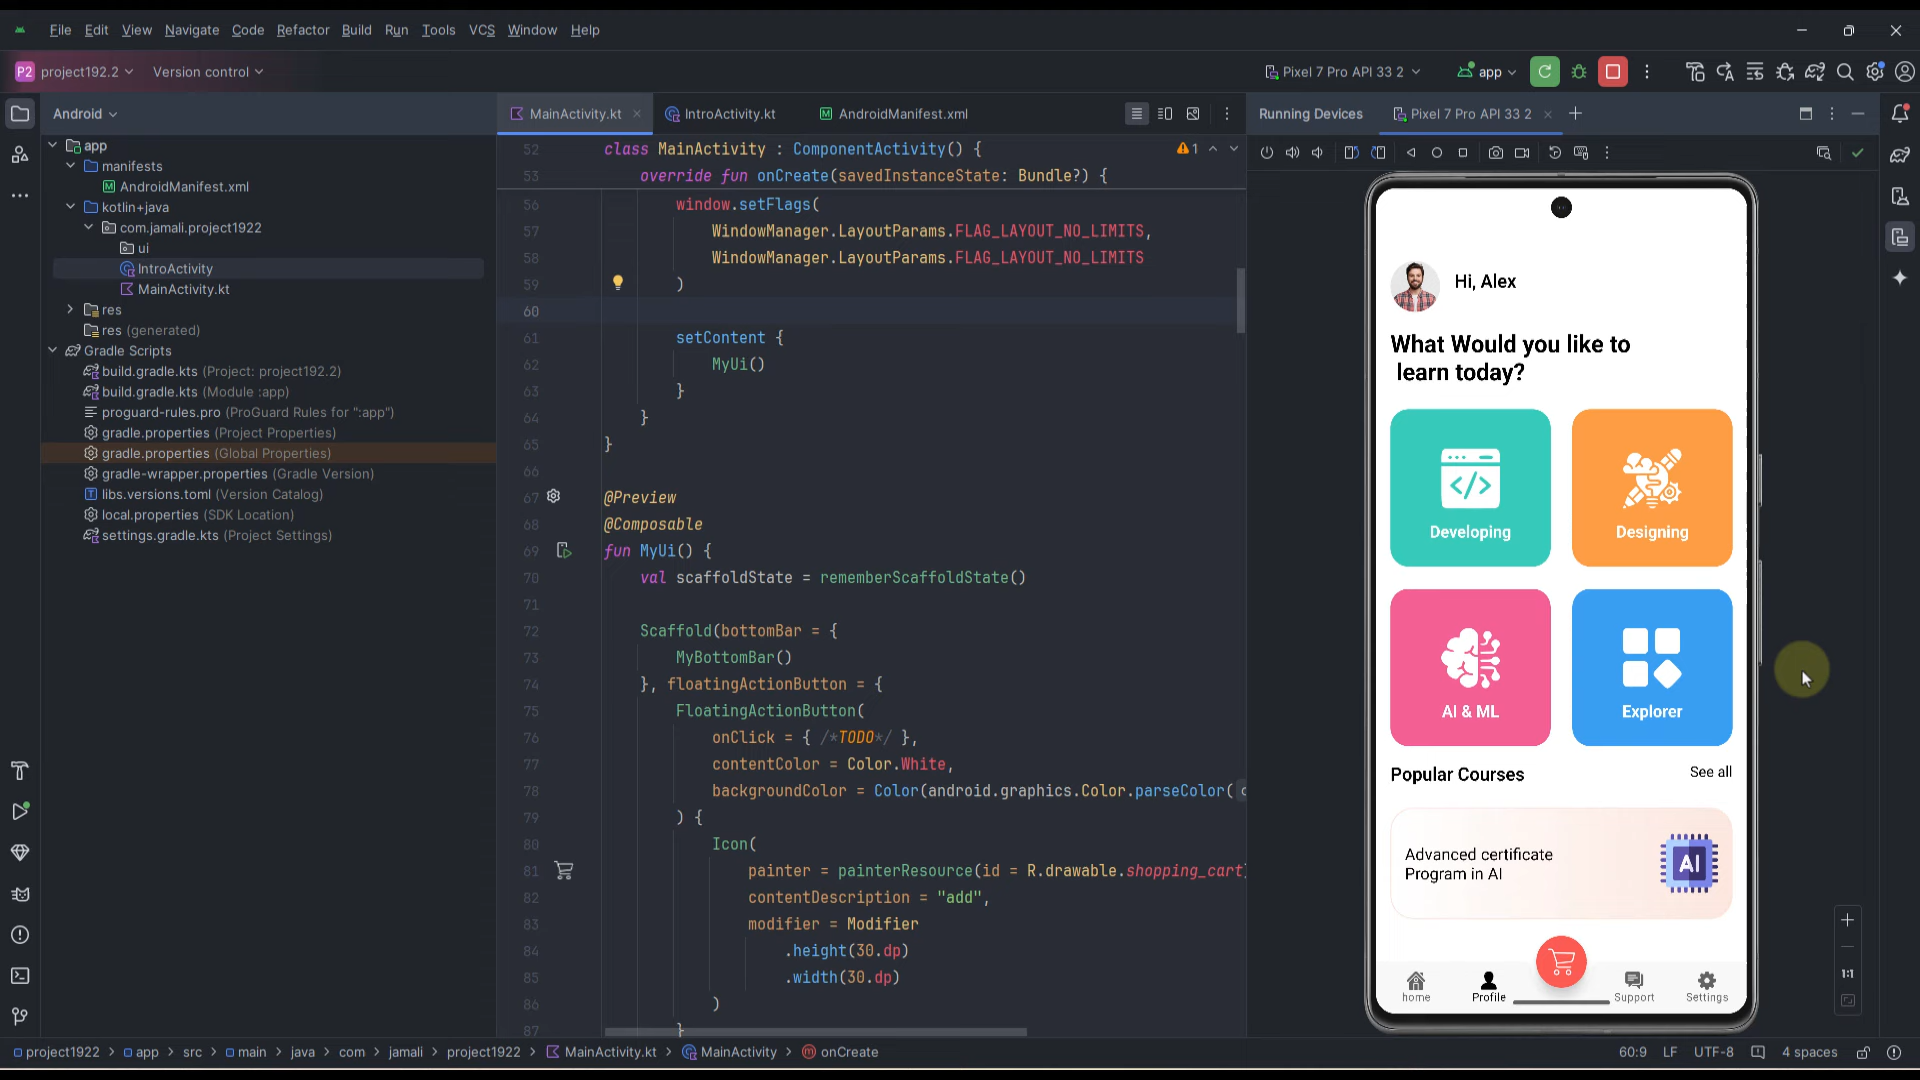 File Edit View Navigate Code Refactor Build Run Tools VCS Window Help
P2 project192.2 Version control Pixel 7 Pro API 33 2 app
Android
app
manifests
AndroidManifest.xml
kotlin+java
com.jamali.project1922
ui
IntroActivity
MainActivity.kt
res
res (generated)
Gradle Scripts
build.gradle.kts (Project: project192.2)
build.gradle.kts (Module :app)
proguard-rules.pro (ProGuard Rules for ":app")
gradle.properties (Project Properties)
gradle.properties (Global Properties)
gradle-wrapper.properties (Gradle Version)
libs.versions.toml (Version Catalog)
local.properties (SDK Location)
settings.gradle.kts (Project Settings)
MainActivity.kt IntroActivity.kt AndroidManifest.xml
1
52 class MainActivity : ComponentActivity() {
53 override fun onCreate(savedInstanceState: Bundle?) {
56 window.setFlags(
57 WindowManager.LayoutParams.FLAG_LAYOUT_NO_LIMITS,
58 WindowManager.LayoutParams.FLAG_LAYOUT_NO_LIMITS
59 )
60
61 setContent {
62 MyUi()
63 }
64 }
65 }
66
67 @Preview
68 @Composable
69 fun MyUi() {
70 val scaffoldState = rememberScaffoldState()
71
72 Scaffold(bottomBar = {
73 MyBottomBar()
74 }, floatingActionButton = {
75 FloatingActionButton(
76 onClick = { /*TODO*/ },
77 contentColor = Color.White,
78 backgroundColor = Color(android.graphics.Color.parseColor(
79 ) {
80 Icon(
81 painter = painterResource(id = R.drawable.shopping_cart)
82 contentDescription = "add",
83 modifier = Modifier
84 .height(30.dp)
85 .width(30.dp)
86 )
87 }
Running Devices Pixel 7 Pro API 33 2
Hi, Alex
What Would you like to
learn today?
Developing
Designing
AI & ML
Explorer
Popular Courses See all
Advanced certificate
Program in AI
AI
home Profile Support Settings
1:1
project1922 > app > src > main > java > com > jamali > project1922 > MainActivity.kt > MainActivity > onCreate
60:9 LF UTF-8 4 spaces